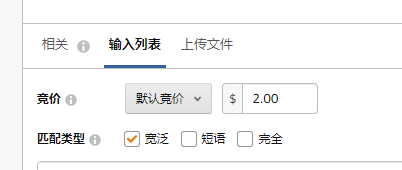 相关 输入列表 上传文件
竞价 默认竞价 $ 2.00
匹配类型 宽泛 短语 完全